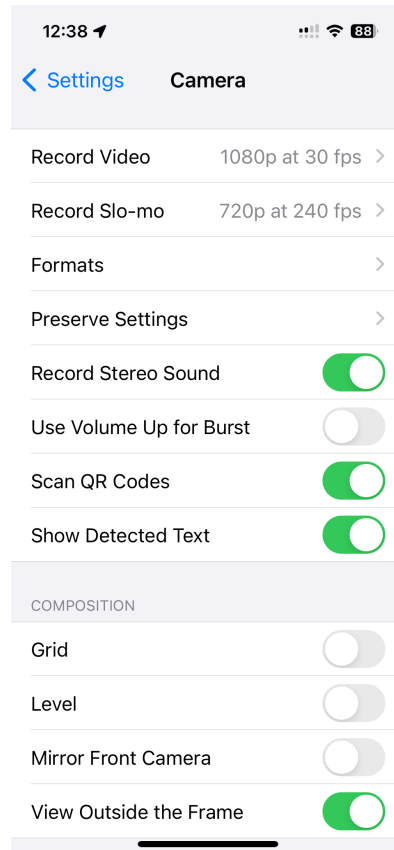 12:38 88
Settings Camera
Record Video 1080p at 30 fps
Record Slo-mo 720p at 240 fps
Formats
Preserve Settings
Record Stereo Sound
Use Volume Up for Burst
Scan QR Codes
Show Detected Text
COMPOSITION
Grid
Level
Mirror Front Camera
View Outside the Frame